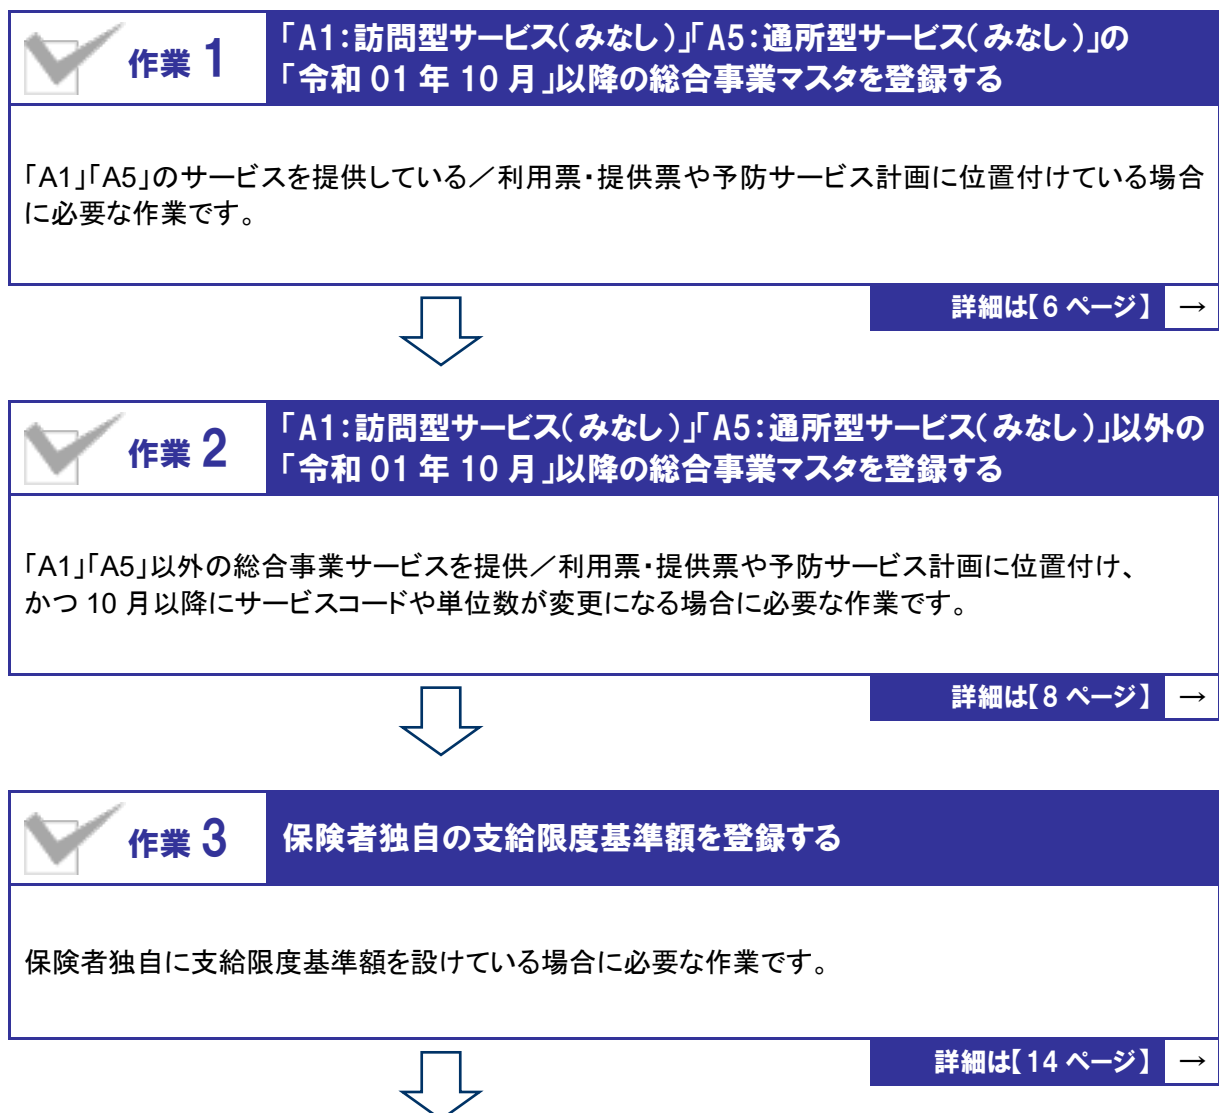 作業 1
「A1：訪問型サービス（みなし）」「A5：通所型サービス（みなし）」の
「令和 01 年 10 月」以降の総合事業マスタを登録する
「A1」「A5」のサービスを提供している／利用票・提供票や予防サービス計画に位置付けている場合
に必要な作業です。
詳細は【6 ページ】 →
作業 2
「A1：訪問型サービス（みなし）」「A5：通所型サービス（みなし）」以外の
「令和 01 年 10 月」以降の総合事業マスタを登録する
「A1」「A5」以外の総合事業サービスを提供／利用票・提供票や予防サービス計画に位置付け、
かつ 10 月以降にサービスコードや単位数が変更になる場合に必要な作業です。
詳細は【8 ページ】 →
作業 3
保険者独自の支給限度基準額を登録する
保険者独自に支給限度基準額を設けている場合に必要な作業です。
詳細は【14 ページ】 →